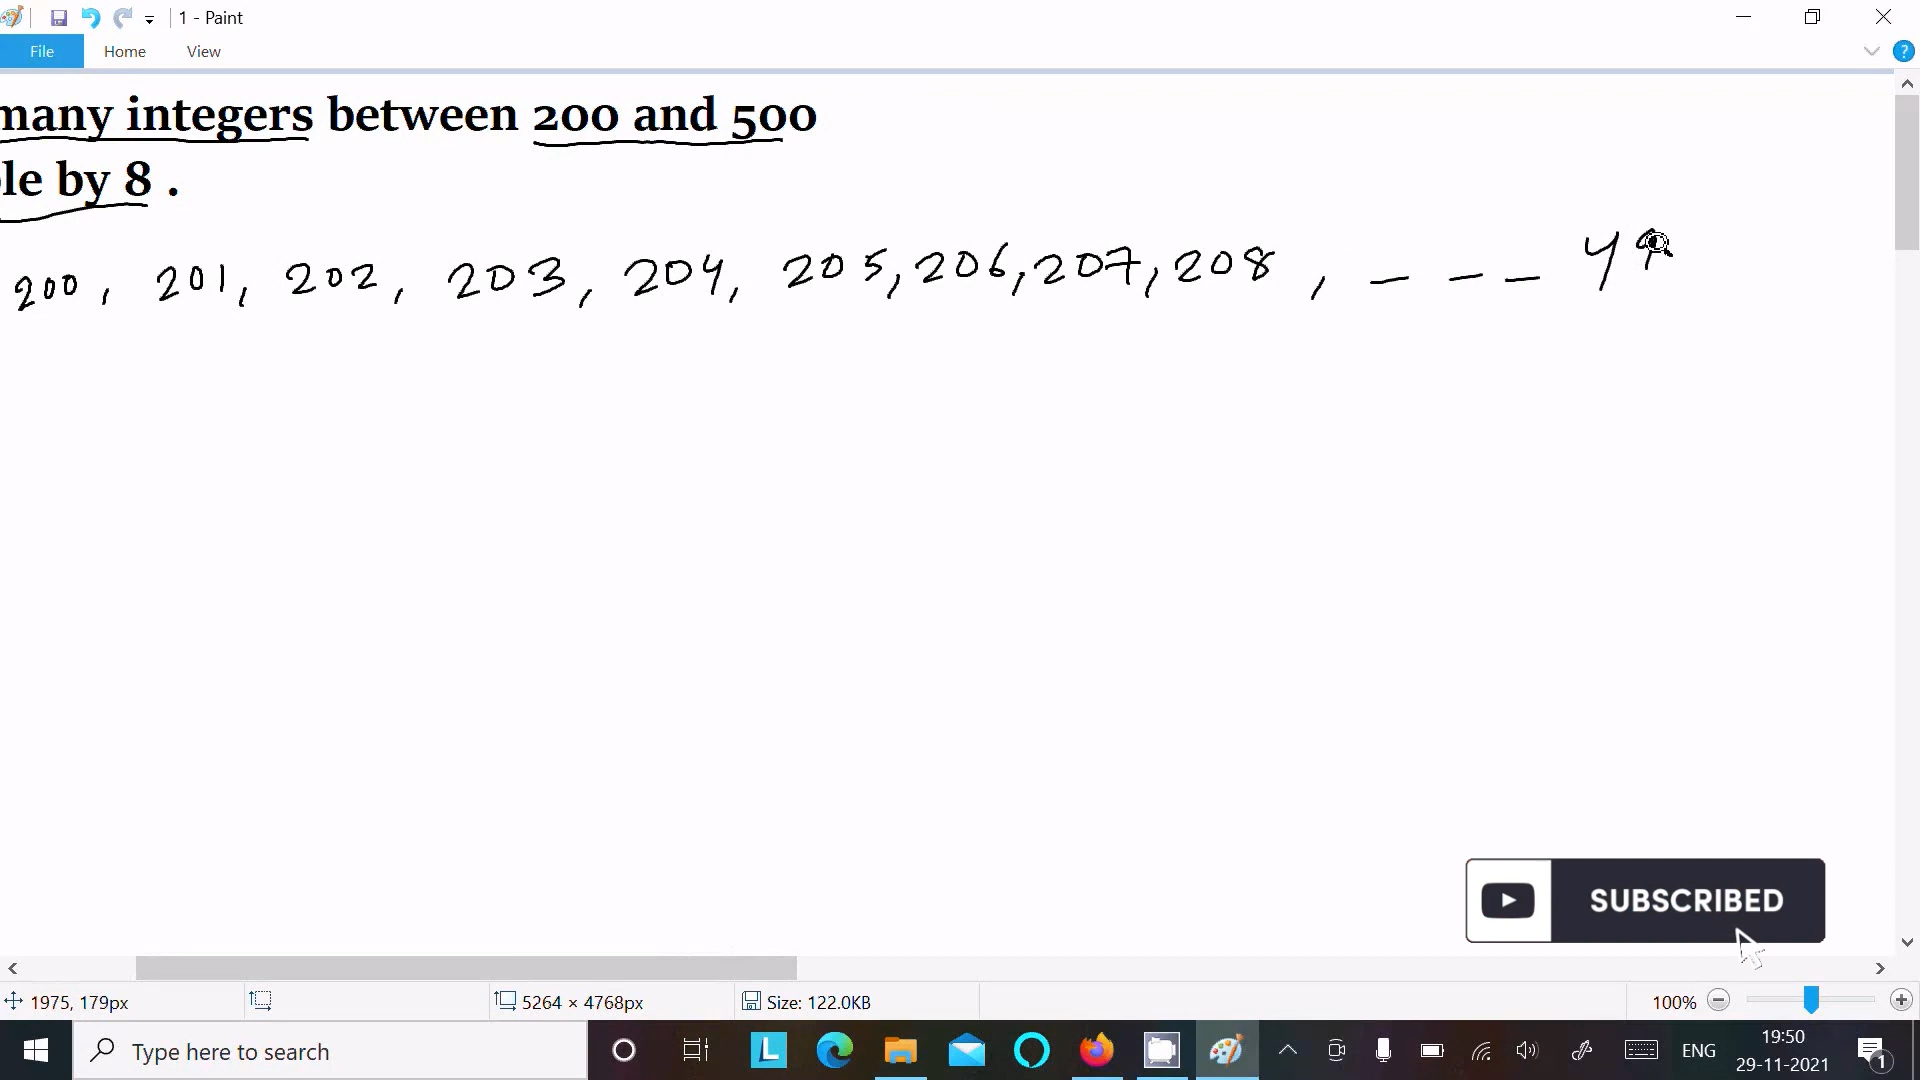 1 - Paint
File Home View
many integers between 200 and 500
le by 8 .
200, 201, 202, 203, 204, 205, 206, 207, 208, _ _ _ 49
SUBSCRIBED
1975, 179px 5264 × 4768px Size: 122.0KB 100%
Type here to search ENG 19:50
29-11-2021 1